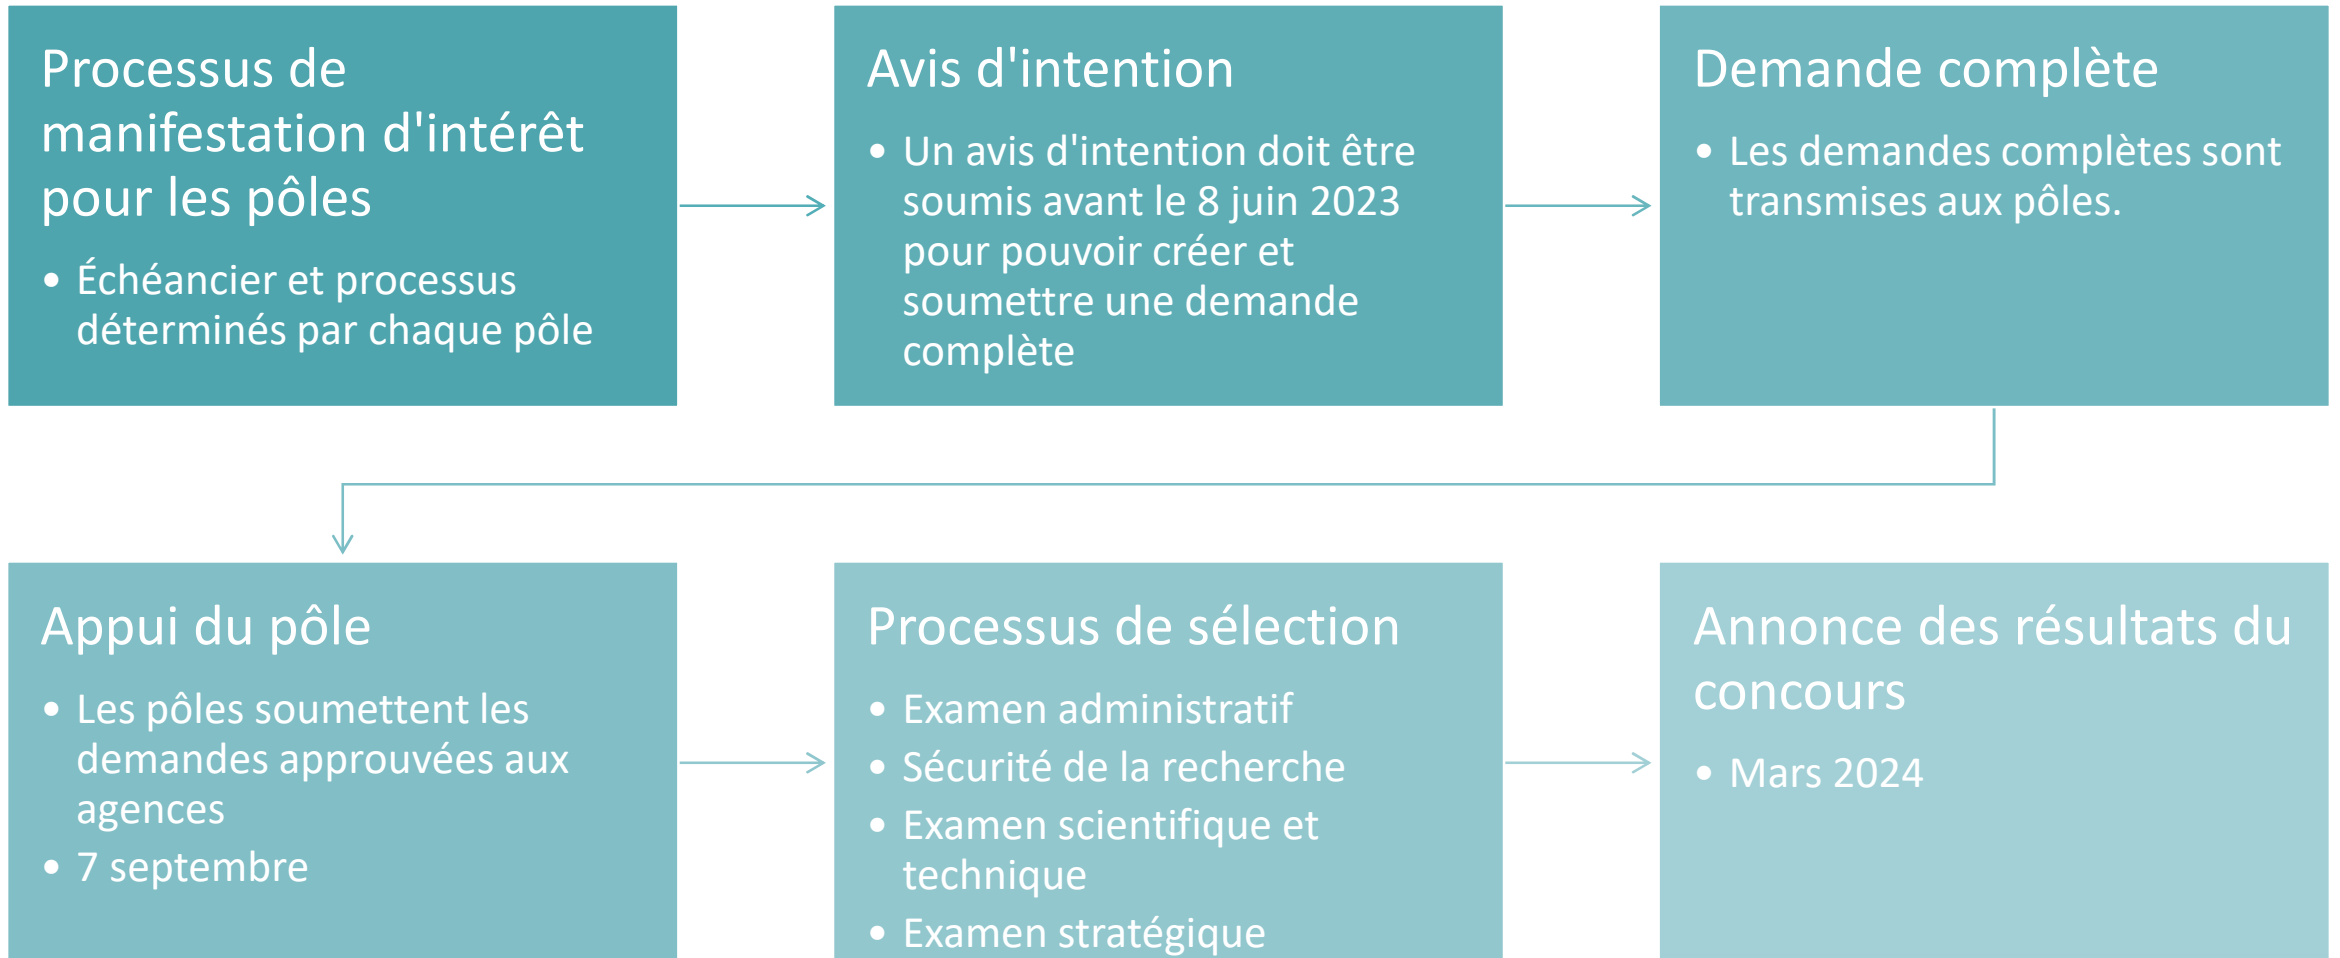 Processus de
manifestation d'intérêt
pour les pôles
• Échéancier et processus
déterminés par chaque pôle
Avis d'intention
• Un avis d'intention doit être
soumis avant le 8 juin 2023
pour pouvoir créer et
soumettre une demande
complète
Demande complète
• Les demandes complètes sont
transmises aux pôles.
Appui du pôle
• Les pôles soumettent les
demandes approuvées aux
agences
• 7 septembre
Processus de sélection
• Examen administratif
• Sécurité de la recherche
• Examen scientifique et
technique
• Examen stratégique
Annonce des résultats du
concours
• Mars 2024